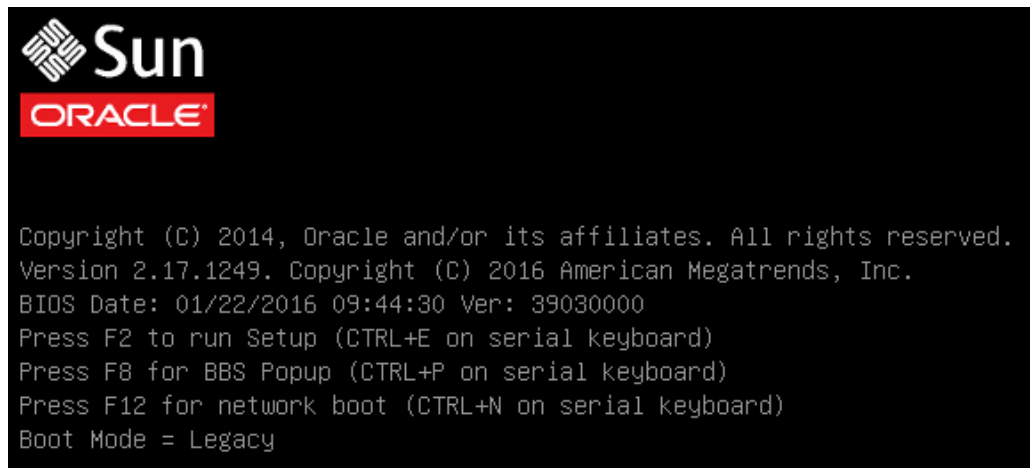 Sun
ORACLE
Copyright (C) 2014, Oracle and/or its affiliates. All rights reserved.
Version 2.17.1249. Copyright (C) 2016 American Megatrends, Inc.
BIOS Date: 01/22/2016 09:44:30 Ver: 39030000
Press F2 to run Setup (CTRL+E on serial keyboard)
Press F8 for BBS Popup (CTRL+P on serial keyboard)
Press F12 for network boot (CTRL+N on serial keyboard)
Boot Mode = Legacy